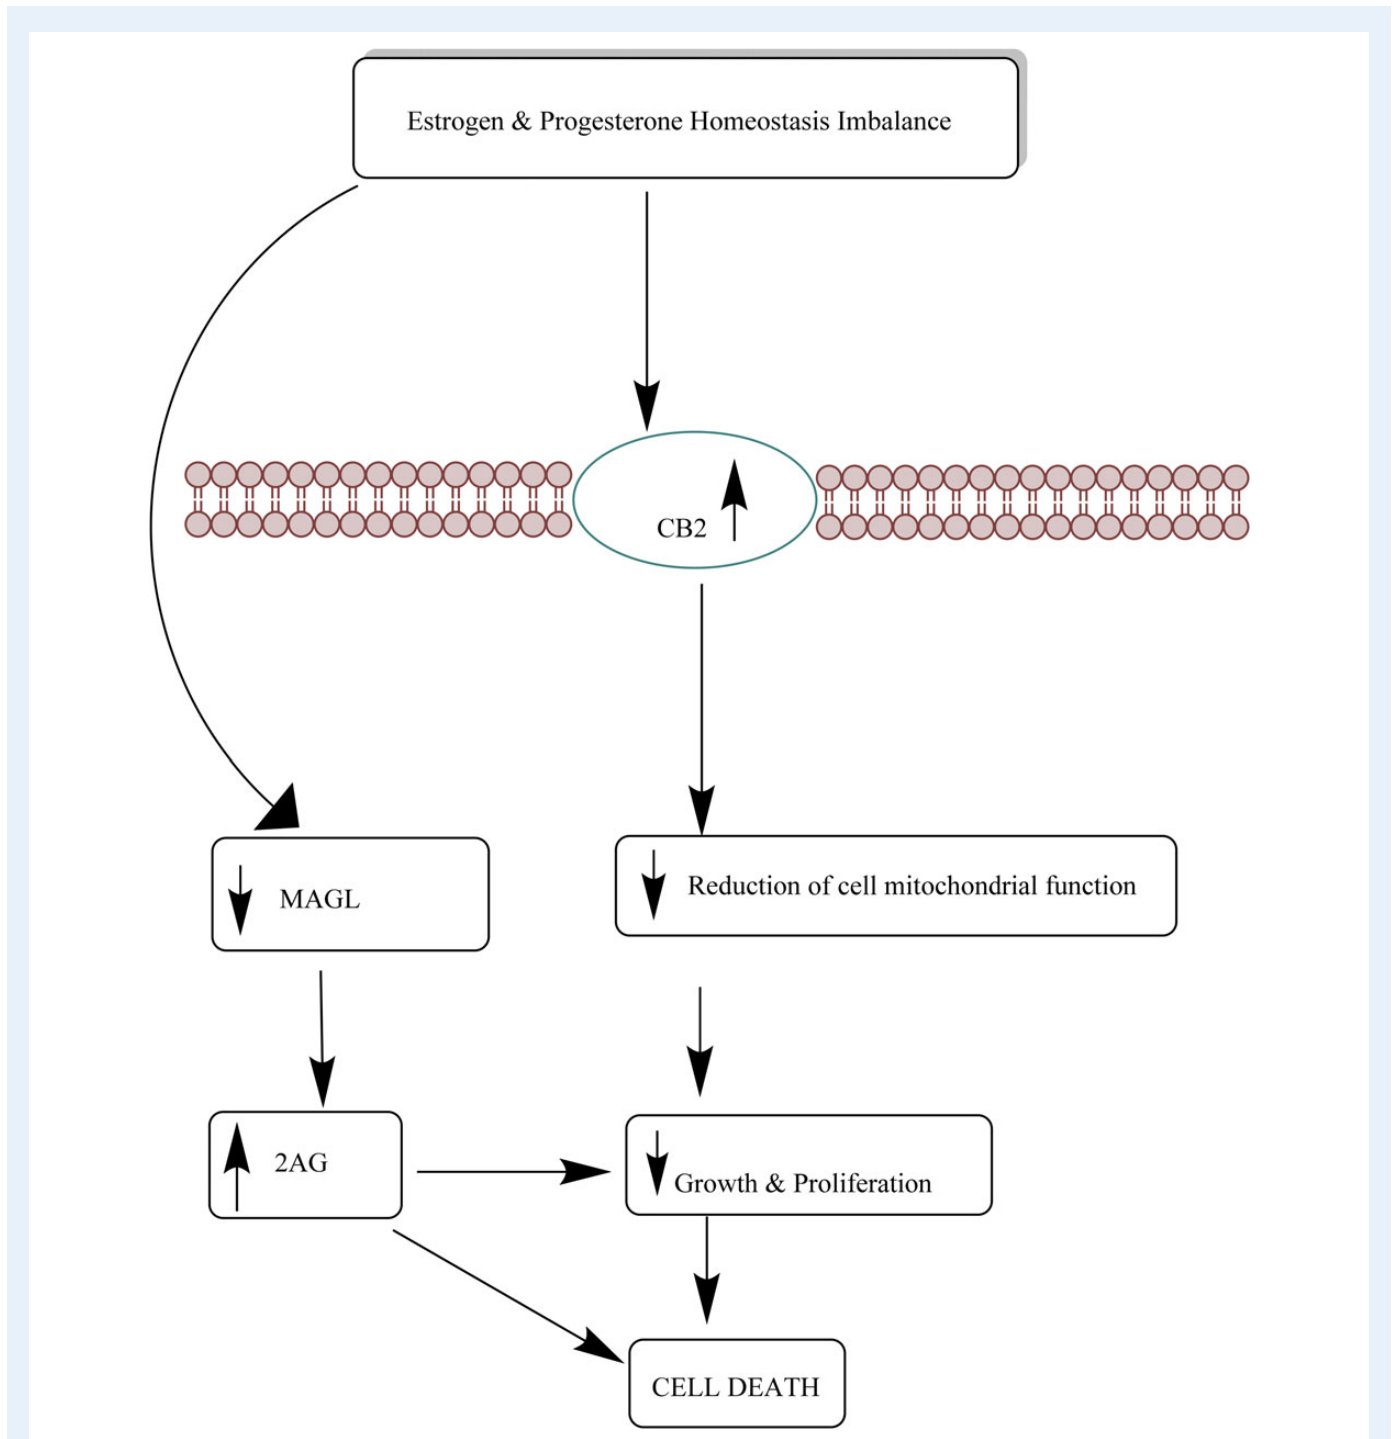 Estrogen & Progesterone Homeostasis Imbalance
CB2
MAGL
Reduction of cell mitochondrial function
2AG
Growth & Proliferation
CELL DEATH